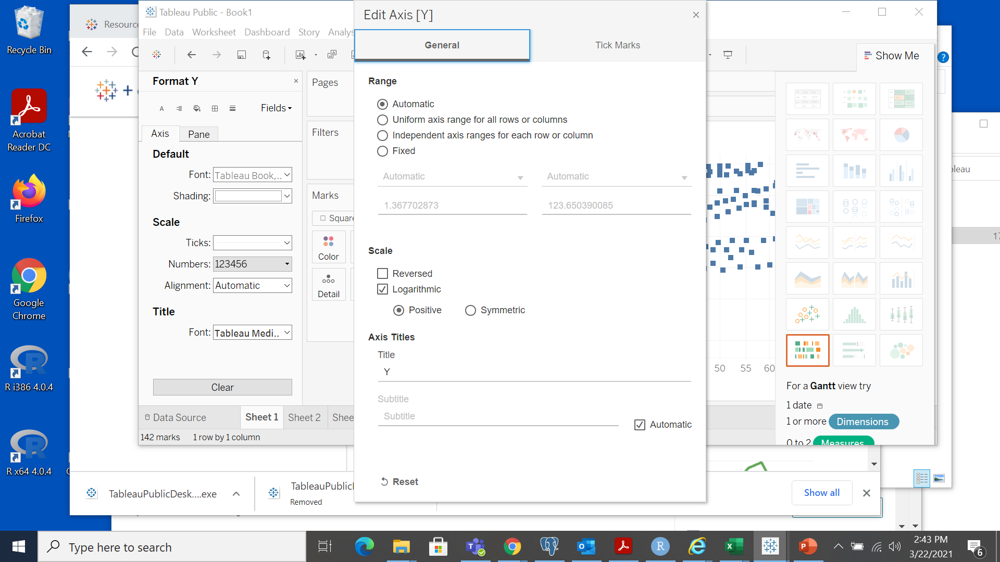 Recycle Bin
Acrobat
Reader DC
Firefox
Google
Chrome
R i386 4.0.4
R x64 4.0.4
Tableau Public - Book1
File Data Worksheet Dashboard Story
Format Y
Fields
Axis
Pane
Default
Font:
Tableau Book,..
Shading:
Scale
Ticks:
Numbers:
123456
Alignment:
Automatic
Title
Font:
Tableau Medi..
Clear
Pages
Filters
Marks
Color
Detail
Data Source
Sheet 1
Sheet 2
142 marks
1 row by 1 column
Edit Axis [Y]
General
Tick Marks
Range
Automatic
Uniform axis range for all rows or columns
Independent axis ranges for each row or column
Fixed
Automatic
Automatic
1.367702873
123.650390085
Scale
Reversed
Logarithmic
Positive
Symmetric
Axis Titles
Title
Y
Subtitle
Subtitle
Automatic
Reset
50 55 60
Show Me
For a Gantt view try
1 date
1 or more Dimensions
0 to 2 Measures
TableauPublicDesk....exe
Removed
Show all
Type here to search
2:43 PM
3/22/2021
6